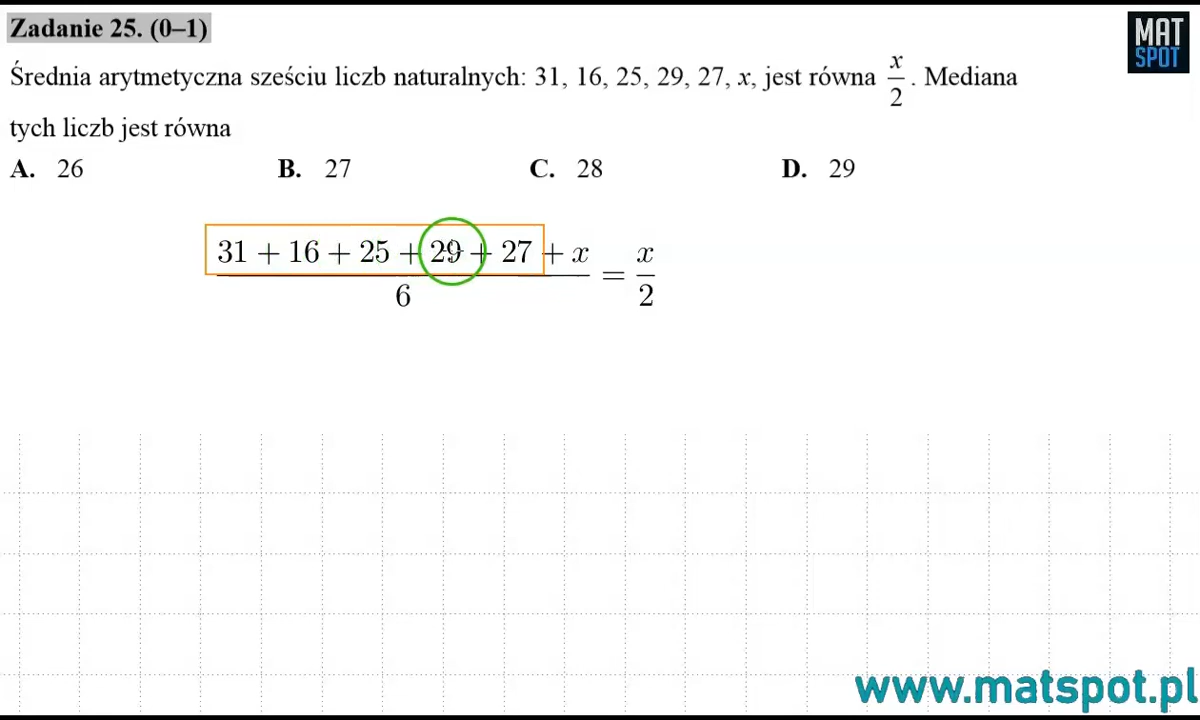 Zadanie 25. (0–1)
MAT
SPOT
Średnia arytmetyczna sześciu liczb naturalnych: 31, 16, 25, 29, 27, x, jest równa x/2 . Mediana
tych liczb jest równa
A. 26 B. 27 C. 28 D. 29
31 + 16 + 25 + 29 + 27 + x
6
= x/2
www.matspot.pl